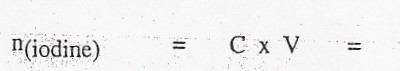 n(iodine) = C x V =